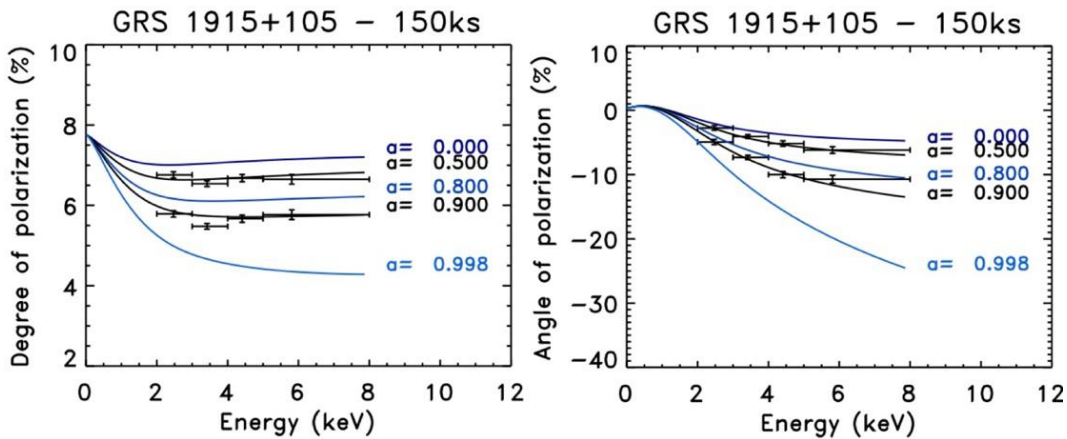 GRS 1915+105 - 150ks
Degree of polarization (%)
10
8
6
4
2
a= 0.000
a= 0.500
a= 0.800
a= 0.900
a= 0.998
0 2 4 6 8 10 12
Energy (keV)
GRS 1915+105 - 150ks
Angle of polarization (%)
10
0
-10
-20
-30
-40
a= 0.000
a= 0.500
a= 0.800
a= 0.900
a= 0.998
0 2 4 6 8 10 12
Energy (keV)